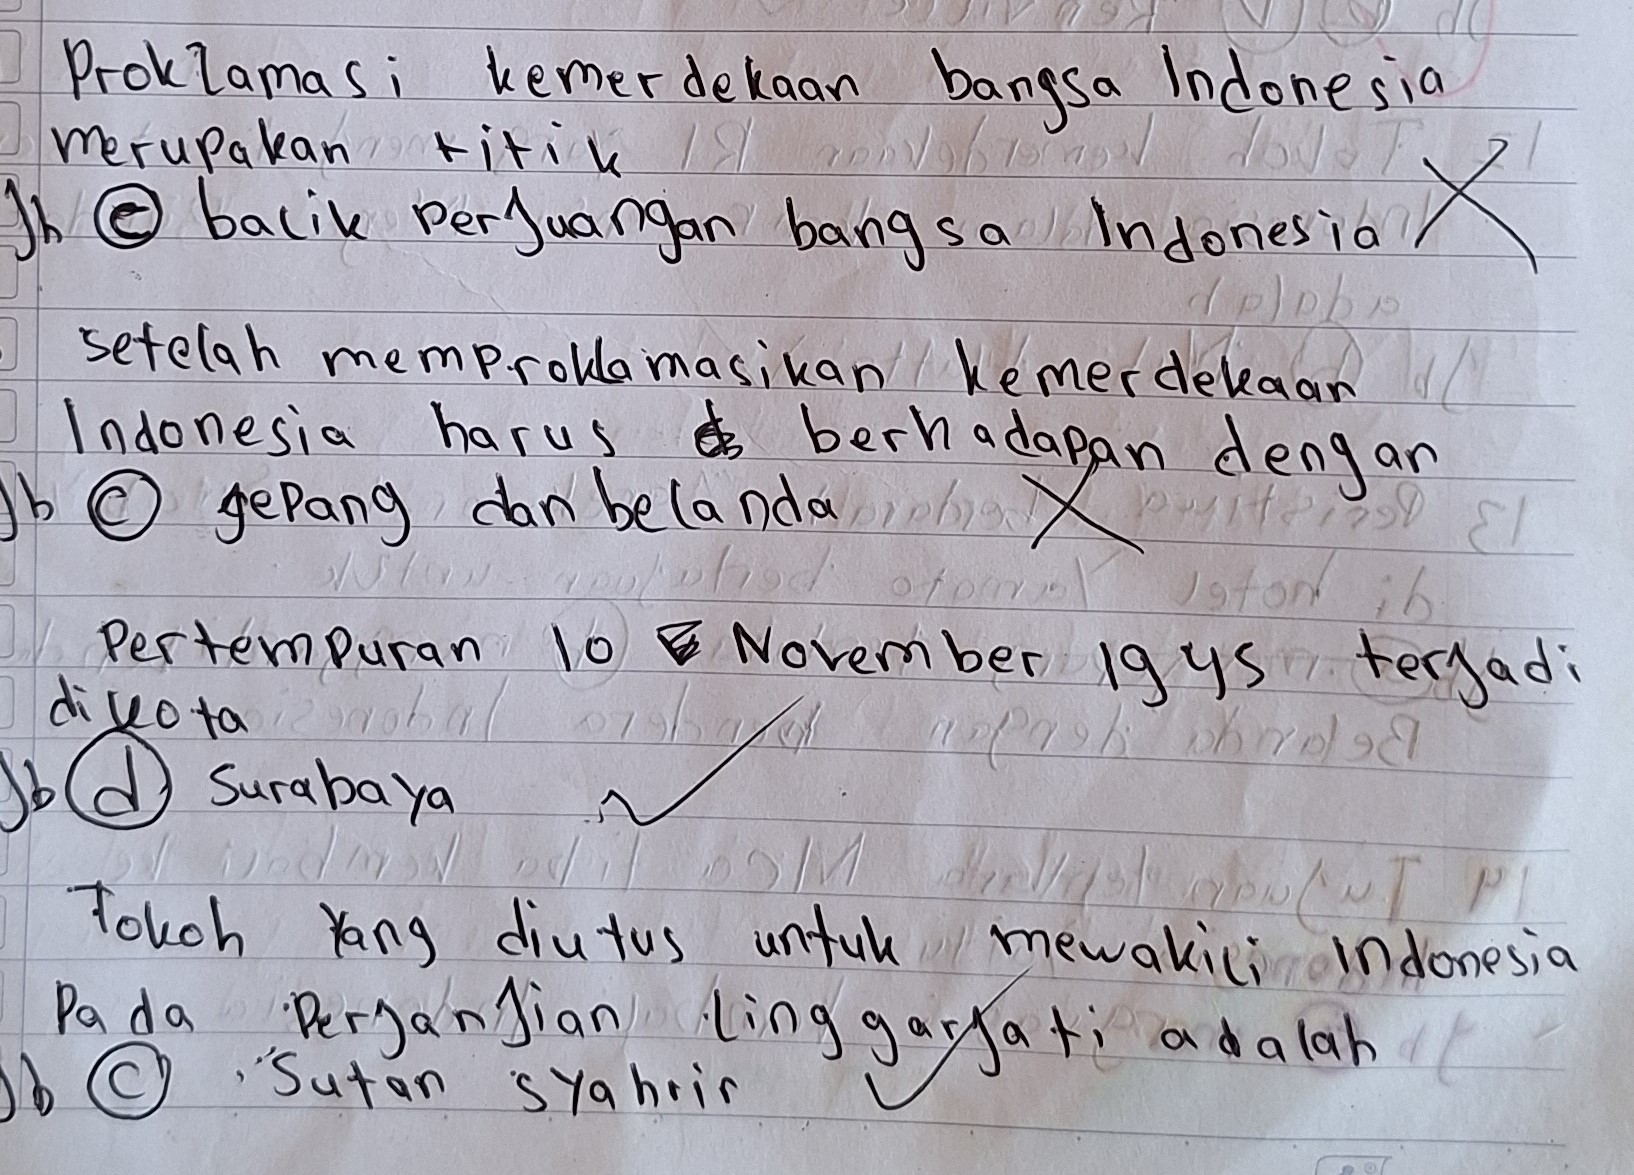 Proklamasi kemerdekaan bangsa Indonesia
merupakan titik
Jb c balik perjuangan bangsa Indonesia
setelah memproklamasikan kemerdekaan
Indonesia harus berhadapan dengan
Jb c jepang dan belanda
Pertempuran 10 November 1945 terjadi
dikota
Jb d Surabaya
Tokoh yang diutus untuk mewakili Indonesia
Pada Perjanjian linggarjati adalah
Jb c Sutan syahrir